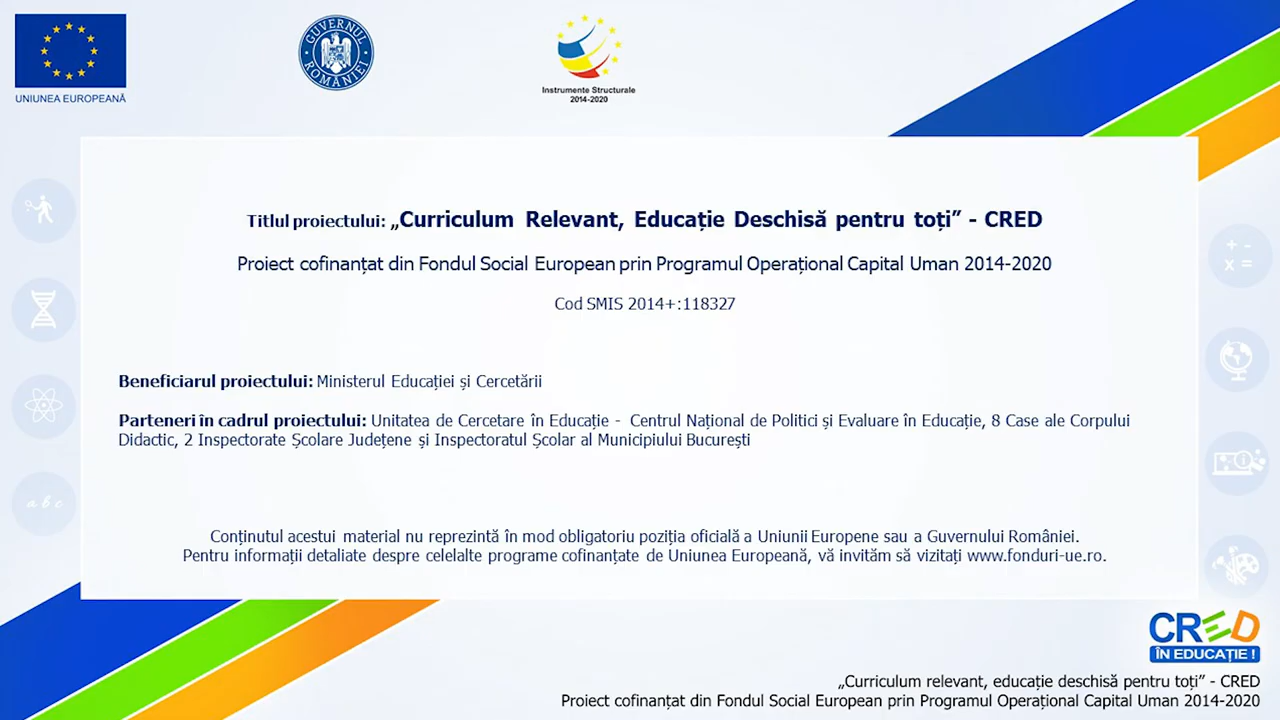 UNIUNEA EUROPEANĂ
GUVERNUL ROMÂNIEI
Instrumente Structurale
2014-2020
Titlul proiectului: „Curriculum Relevant, Educație Deschisă pentru toți” - CRED
Proiect cofinanțat din Fondul Social European prin Programul Operațional Capital Uman 2014-2020
Cod SMIS 2014+:118327
+ -
x =
Beneficiarul proiectului: Ministerul Educației și Cercetării
Parteneri în cadrul proiectului: Unitatea de Cercetare în Educație - Centrul Național de Politici și Evaluare în Educație, 8 Case ale Corpului
Didactic, 2 Inspectorate Școlare Județene și Inspectoratul Școlar al Municipiului București
a b c
Conținutul acestui material nu reprezintă în mod obligatoriu poziția oficială a Uniunii Europene sau a Guvernului României.
Pentru informații detaliate despre celelalte programe cofinanțate de Uniunea Europeană, vă invităm să vizitați www.fonduri-ue.ro.
CRED
ÎN EDUCAȚIE !
„Curriculum relevant, educație deschisă pentru toți” - CRED
Proiect cofinanțat din Fondul Social European prin Programul Operațional Capital Uman 2014-2020